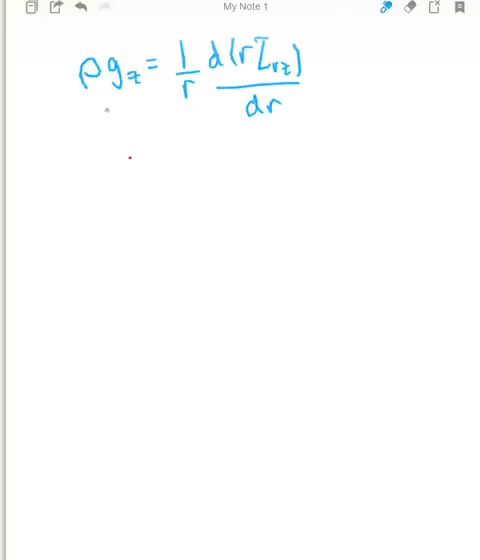 My Note 1
ρg_z = 1/r d(rτ_rz)/dr